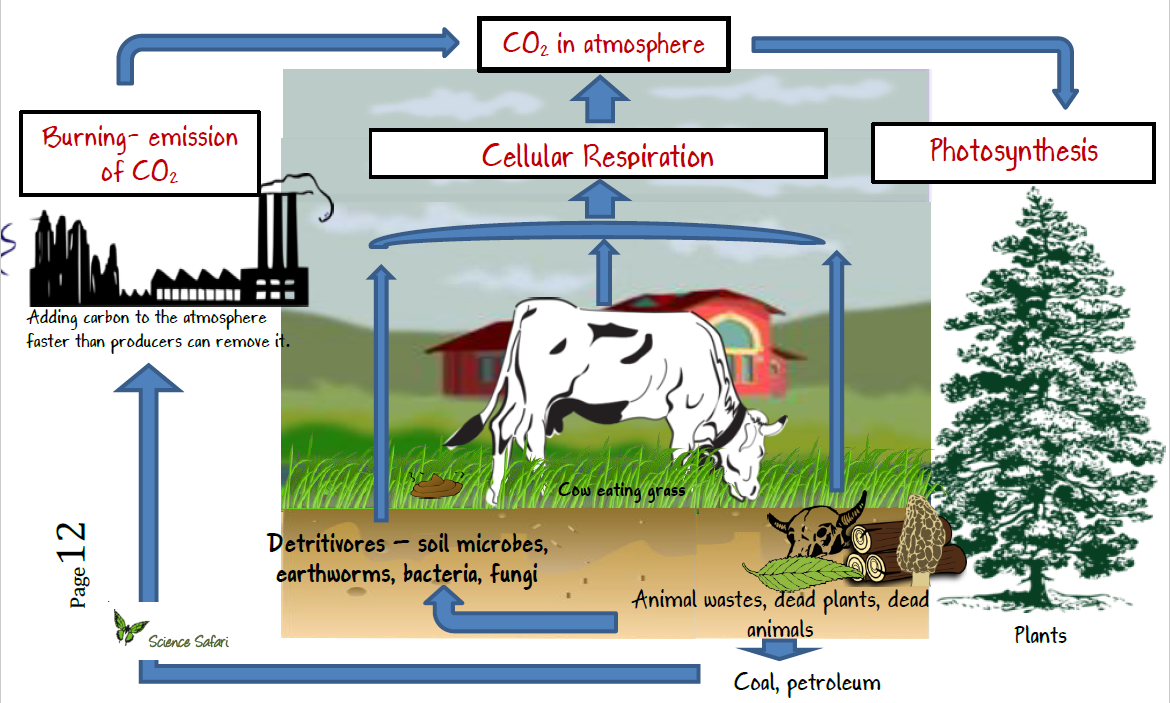 CO₂ in atmosphere
Burning- emission
of CO₂
Cellular Respiration
Photosynthesis
Adding carbon to the atmosphere
faster than producers can remove it.
Cow eating grass
Detritivores – soil microbes,
earthworms, bacteria, fungi
Animal wastes, dead plants, dead
animals
Plants
Coal, petroleum
Page 12
Science Safari